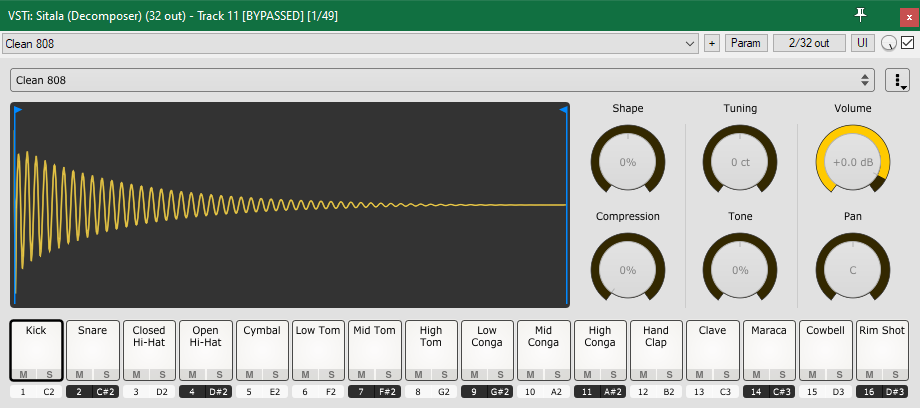 VSTi: Sitala (Decomposer) (32 out) - Track 11 [BYPASSED] [1/49]
Clean 808 + Param 2/32 out UI
Clean 808
Shape Tuning Volume
0% 0 ct +0.0 dB
Compression Tone Pan
0% 0% C
Kick Snare Closed Hi-Hat Open Hi-Hat Cymbal Low Tom Mid Tom High Tom Low Conga Mid Conga High Conga Hand Clap Clave Maraca Cowbell Rim Shot
M S M S M S M S M S M S M S M S M S M S M S M S M S M S M S M S
1 C2 2 C#2 3 D2 4 D#2 5 E2 6 F2 7 F#2 8 G2 9 G#2 10 A2 11 A#2 12 B2 13 C3 14 C#3 15 D3 16 D#3